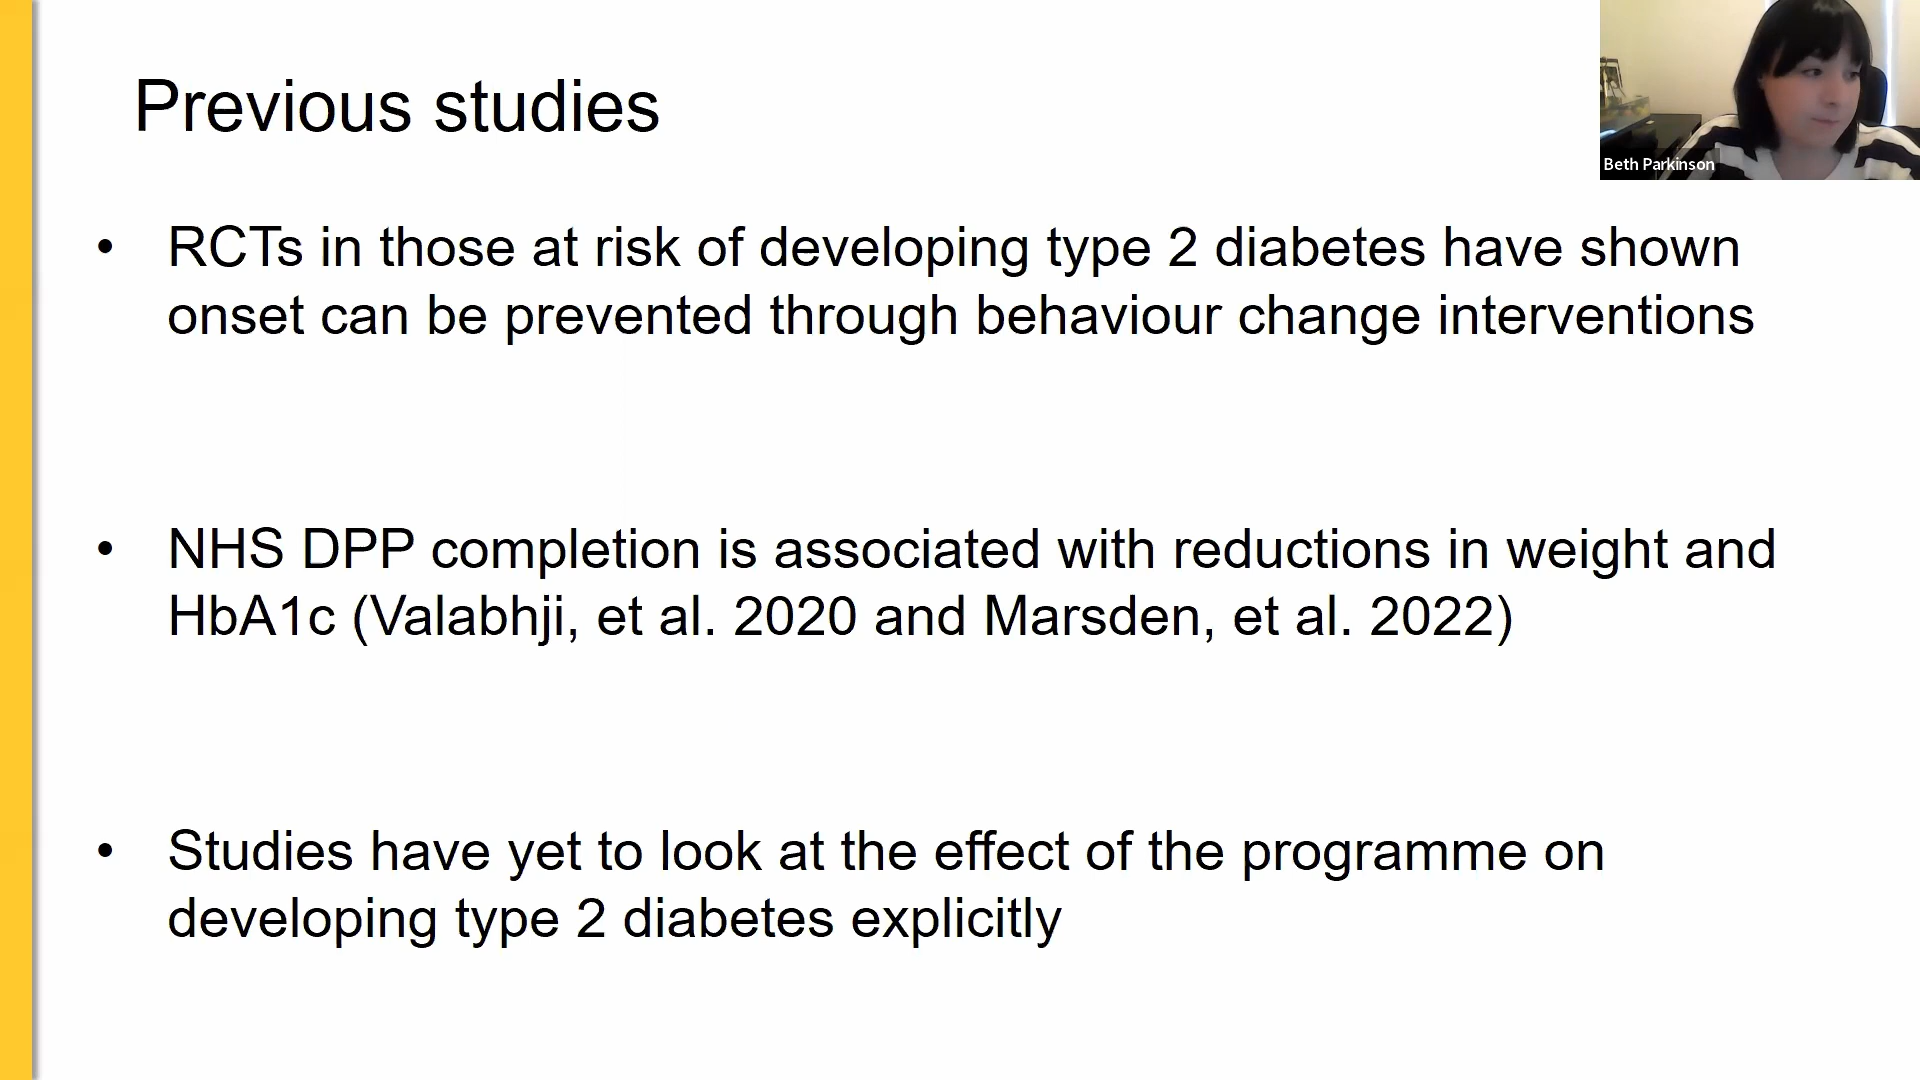 Previous studies
Beth Parkinson
• RCTs in those at risk of developing type 2 diabetes have shown
onset can be prevented through behaviour change interventions
• NHS DPP completion is associated with reductions in weight and
HbA1c (Valabhji, et al. 2020 and Marsden, et al. 2022)
• Studies have yet to look at the effect of the programme on
developing type 2 diabetes explicitly